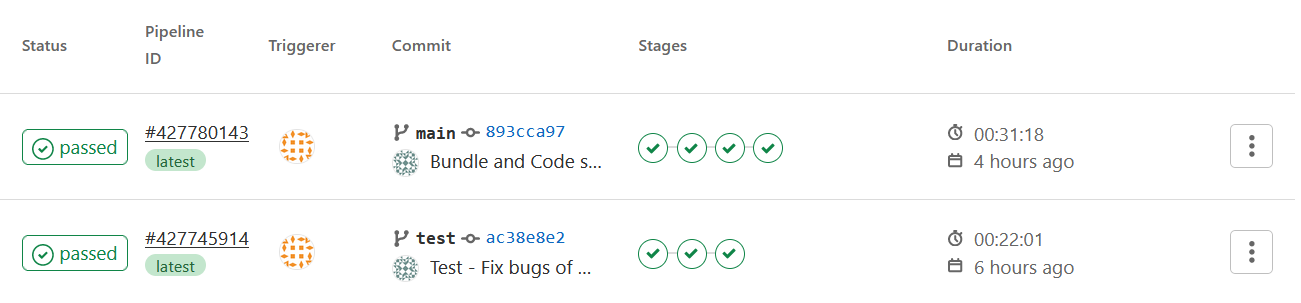 Status Pipeline ID Triggerer Commit Stages Duration
passed #427780143 main 893cca97 00:31:18
latest Bundle and Code s... 4 hours ago
passed #427745914 test ac38e8e2 00:22:01
latest Test - Fix bugs of ... 6 hours ago